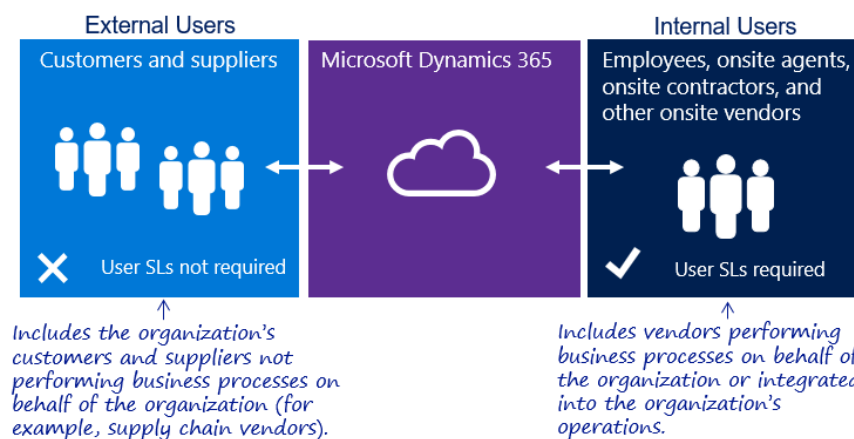 External Users
Customers and suppliers
User SLs not required
Includes the organization's
customers and suppliers not
performing business processes on
behalf of the organization (for
example, supply chain vendors).
Microsoft Dynamics 365
Internal Users
Employees, onsite agents,
onsite contractors, and
other onsite vendors
User SLs required
Includes vendors performing
business processes on behalf of
the organization or integrated
into the organization's
operations.